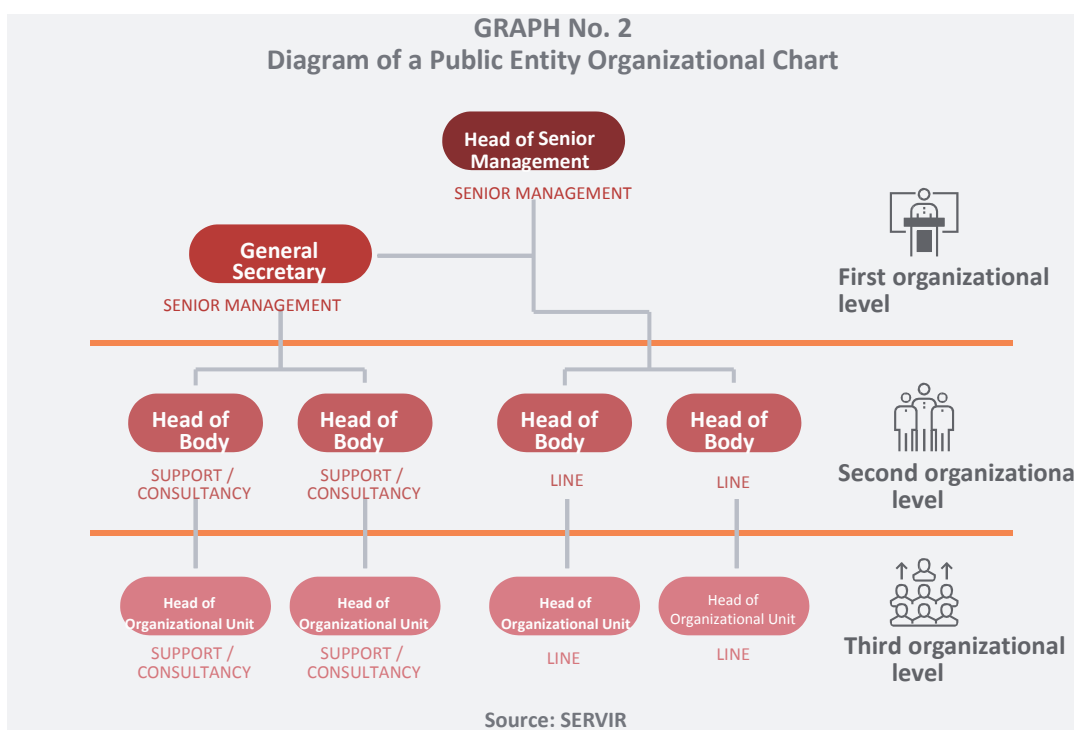 GRAPH No. 2
Diagram of a Public Entity Organizational Chart
Head of Senior
Management
SENIOR MANAGEMENT
General
Secretary
SENIOR MANAGEMENT
First organizational
level
Head of
Body
SUPPORT /
CONSULTANCY
Head of
Body
SUPPORT /
CONSULTANCY
Head of
Body
LINE
Head of
Body
LINE
Second organizationa
level
Head of
Organizational Unit
SUPPORT /
CONSULTANCY
Head of
Organizational Unit
SUPPORT /
CONSULTANCY
Head of
Organizational Unit
LINE
Head of
Organizational Unit
LINE
Third organizational
level
Source: SERVIR